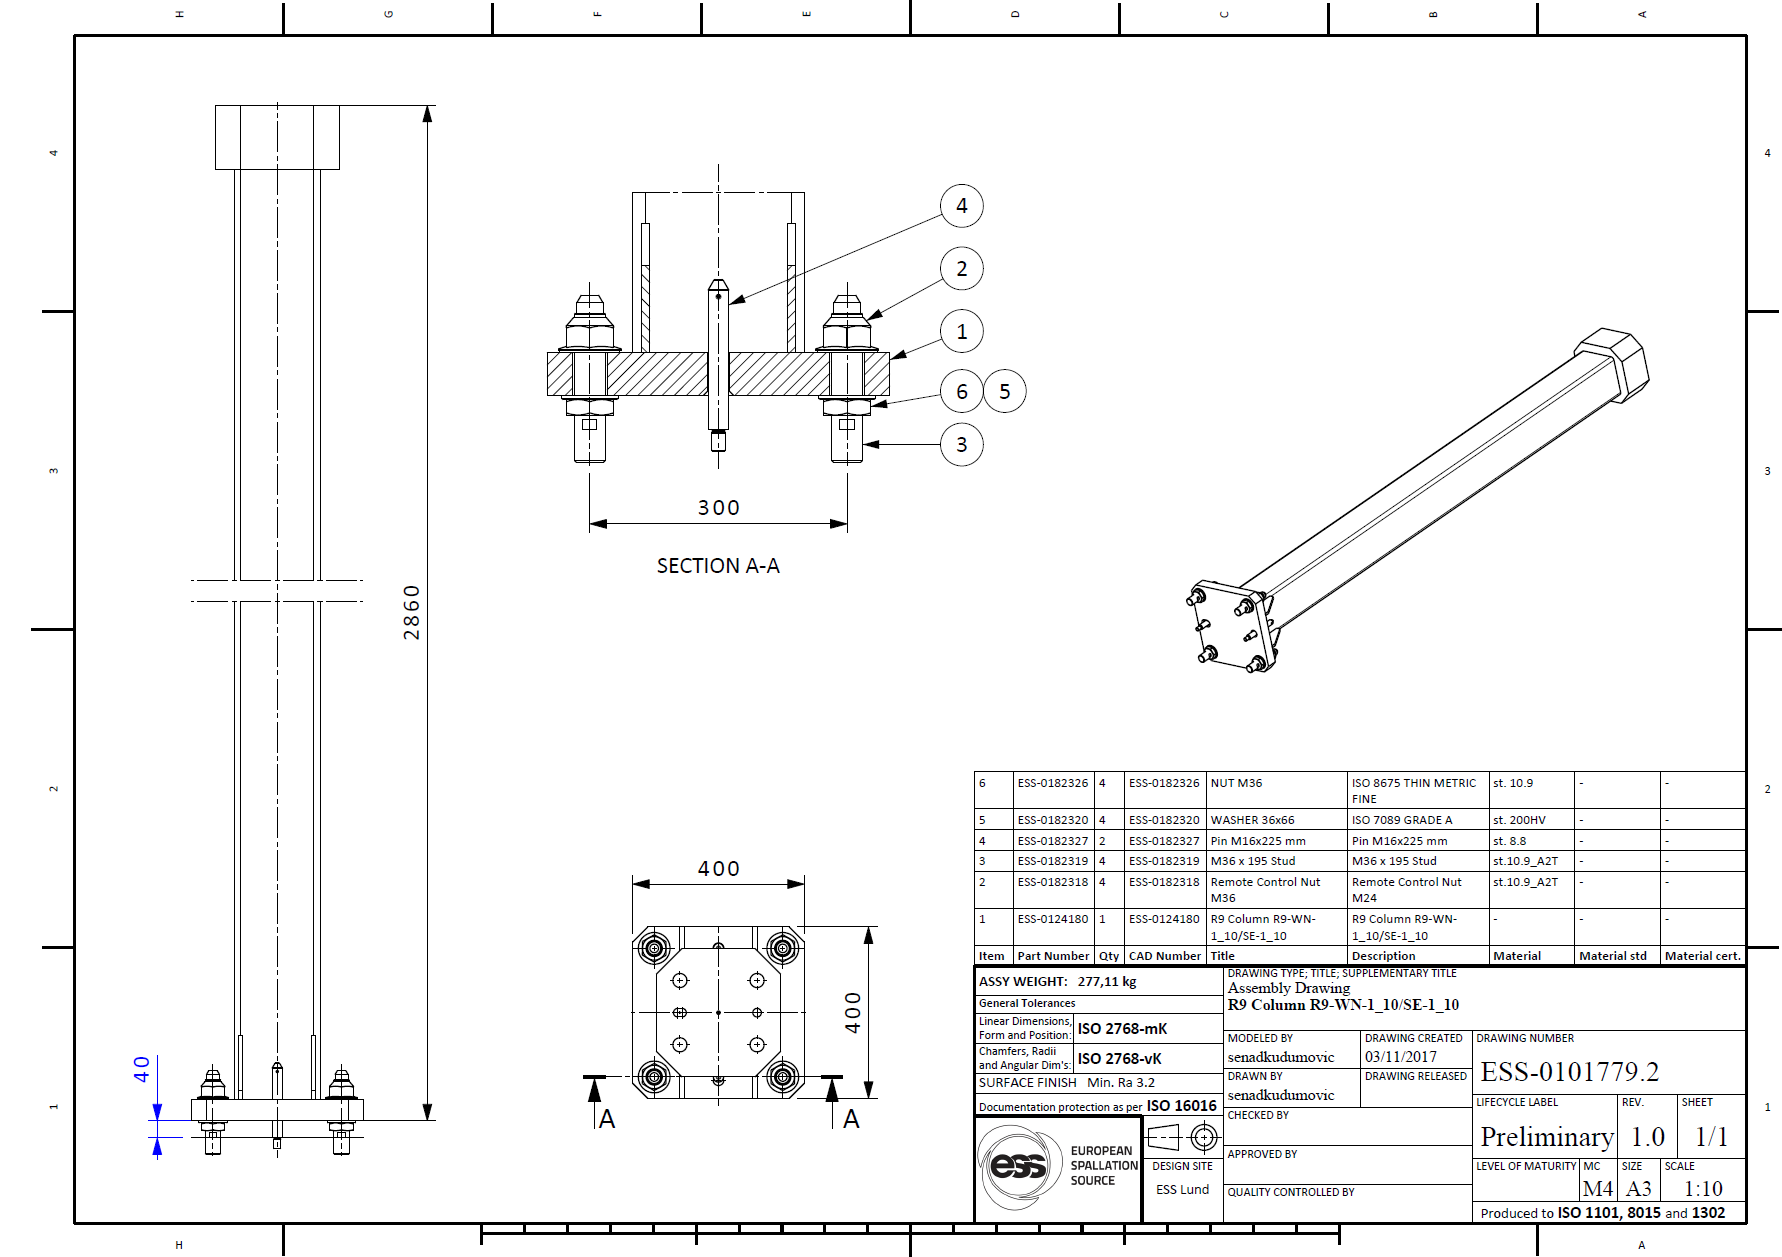 H G F E D C B A
4 4
3 3
2 2
1 1
H A
2860
40
4
2
1
6 5
3
300
SECTION A-A
400
400
A A
6 ESS-0182326 4 ESS-0182326 NUT M36 ISO 8675 THIN METRIC st. 10.9 - -
FINE
5 ESS-0182320 4 ESS-0182320 WASHER 36x66 ISO 7089 GRADE A st. 200HV - -
4 ESS-0182327 2 ESS-0182327 Pin M16x225 mm Pin M16x225 mm st. 8.8 - -
3 ESS-0182319 4 ESS-0182319 M36 x 195 Stud M36 x 195 Stud st.10.9_A2T - -
2 ESS-0182318 4 ESS-0182318 Remote Control Nut Remote Control Nut st.10.9_A2T - -
M36 M24
1 ESS-0124180 1 ESS-0124180 R9 Column R9-WN- R9 Column R9-WN- - - -
1_10/SE-1_10 1_10/SE-1_10
Item Part Number Qty CAD Number Title Description Material Material std Material cert.
ASSY WEIGHT: 277,11 kg
General Tolerances
Linear Dimensions,
Form and Position: ISO 2768-mK
Chamfers, Radii
and Angular Dim's: ISO 2768-vK
SURFACE FINISH Min. Ra 3.2
Documentation protection as per ISO 16016
ess
EUROPEAN
SPALLATION
SOURCE
DESIGN SITE
ESS Lund
DRAWING TYPE; TITLE; SUPPLEMENTARY TITLE
Assembly Drawing
R9 Column R9-WN-1_10/SE-1_10
MODELED BY
senadkudumovic
DRAWING CREATED
03/11/2017
DRAWN BY
senadkudumovic
DRAWING RELEASED
CHECKED BY
APPROVED BY
QUALITY CONTROLLED BY
DRAWING NUMBER
ESS-0101779.2
LIFECYCLE LABEL REV. SHEET
Preliminary 1.0 1/1
LEVEL OF MATURITY MC SIZE SCALE
M4 A3 1:10
Produced to ISO 1101, 8015 and 1302